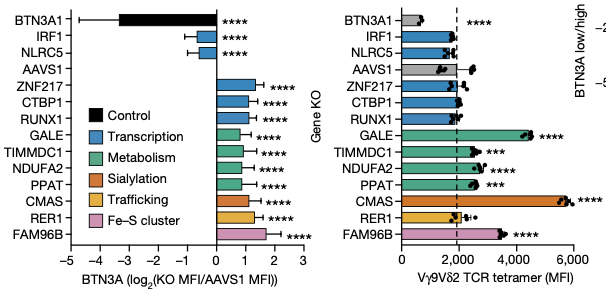 BTN3A1 ****
IRF1 ****
NLRC5 ****
AAVS1
ZNF217 ****
CTBP1 ****
RUNX1 ****
GALE ****
TIMMDC1 ****
NDUFA2 ****
PPAT ****
CMAS ****
RER1 ****
FAM96B ****
Control
Transcription
Metabolism
Sialylation
Trafficking
Fe–S cluster
–5 –4 –3 –2 –1 0 1 2 3
BTN3A (log2(KO MFI/AAVS1 MFI))
Gene KO
BTN3A1 ****
IRF1
NLRC5
AAVS1
ZNF217
CTBP1
RUNX1
GALE ****
TIMMDC1 ***
NDUFA2 ****
PPAT ***
CMAS ****
RER1
FAM96B ****
0 2,000 4,000 6,000
Vγ9Vδ2 TCR tetramer (MFI)
BTN3A low/high
–2
–5